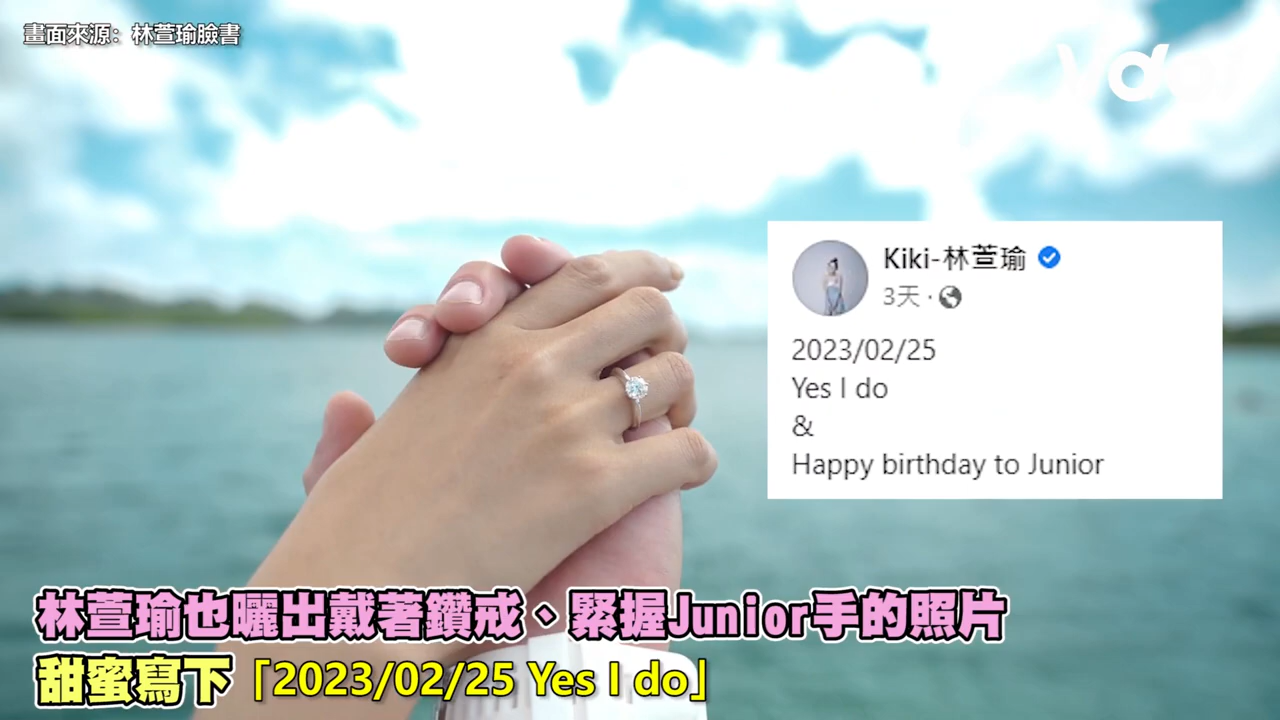 畫面來源：林萱瑜臉書
Vdo!
Kiki-林萱瑜
3天 ·
2023/02/25
Yes I do
&
Happy birthday to Junior
林萱瑜也曬出戴著鑽戒、緊握Junior手的照片
甜蜜寫下「2023/02/25 Yes I do」